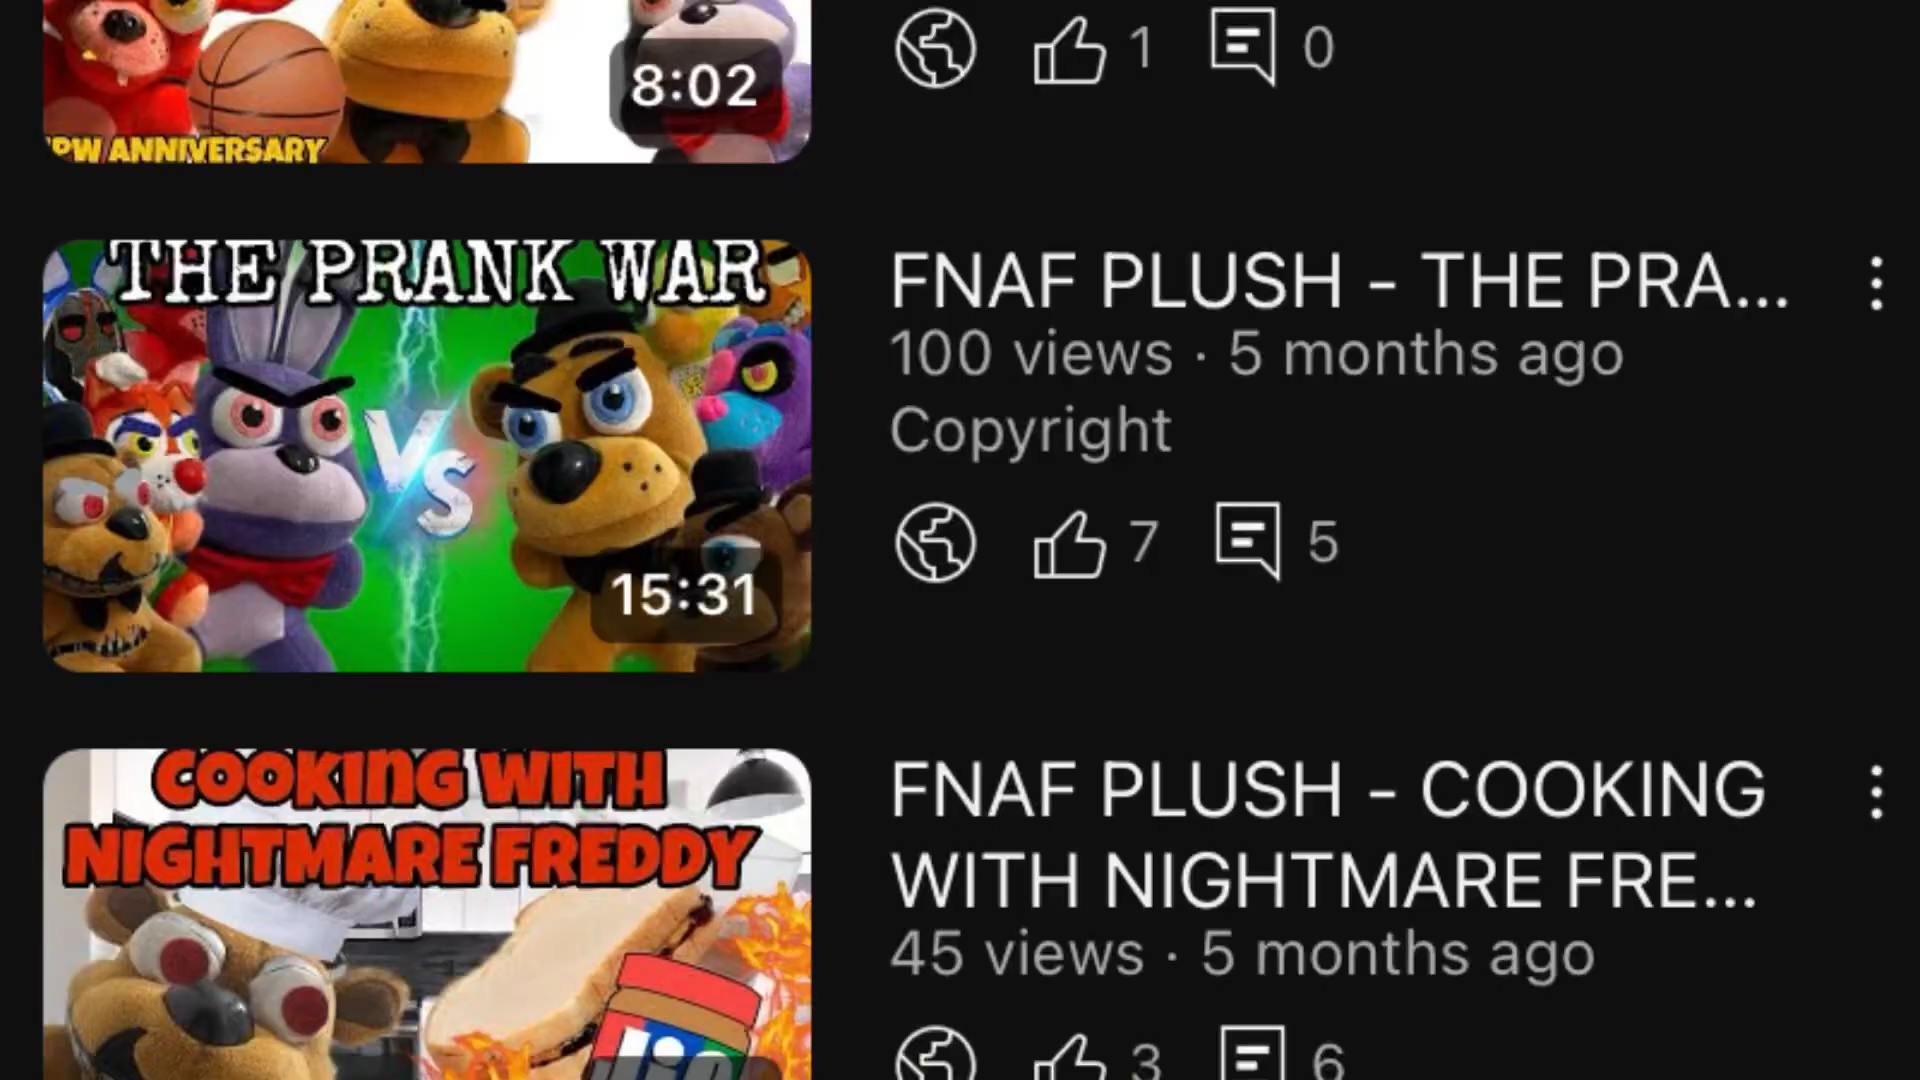 8:02
PW ANNIVERSARY
1
0
THE PRANK WAR
VS
15:31
FNAF PLUSH - THE PRA...
100 views · 5 months ago
Copyright
7
5
COOKING WITH
NIGHTMARE FREDDY
FNAF PLUSH - COOKING
WITH NIGHTMARE FRE...
45 views · 5 months ago
3
6